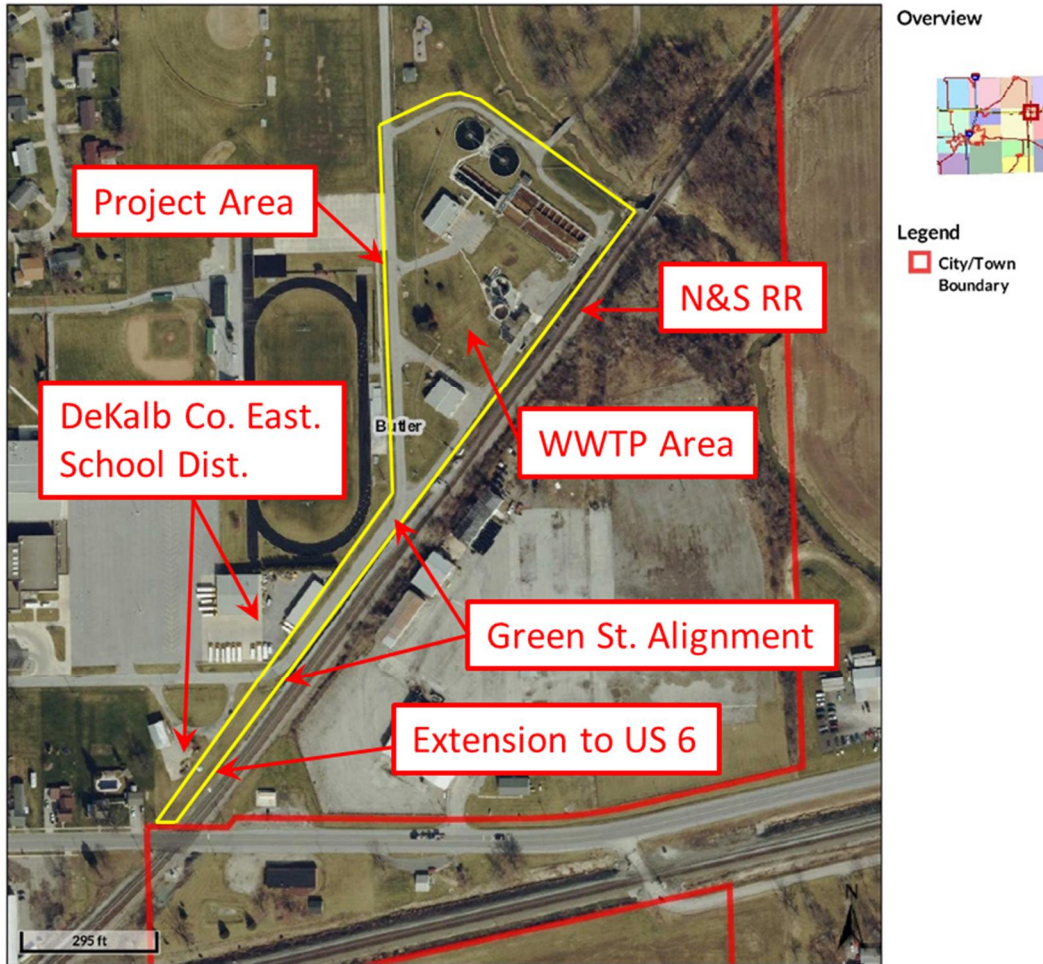 Overview
Legend
City/Town
Boundary
Project Area
N&S RR
DeKalb Co. East.
School Dist.
Butler
WWTP Area
Green St. Alignment
Extension to US 6
N
295 ft